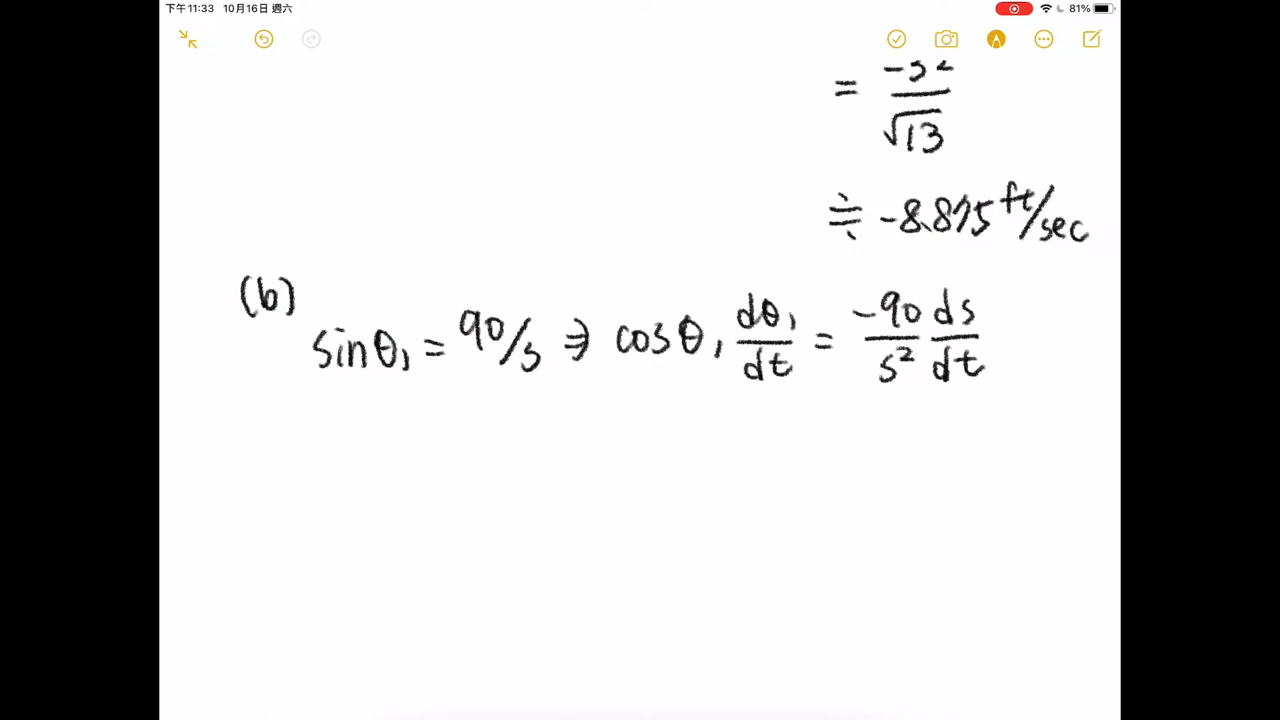 下午11:33 10月16日 週六 81%
= -32/√13
≒ -8.875 ft/sec
(b)
sinθ₁ = 90/s ⇒ cosθ₁ dθ₁/dt = -90/s² ds/dt